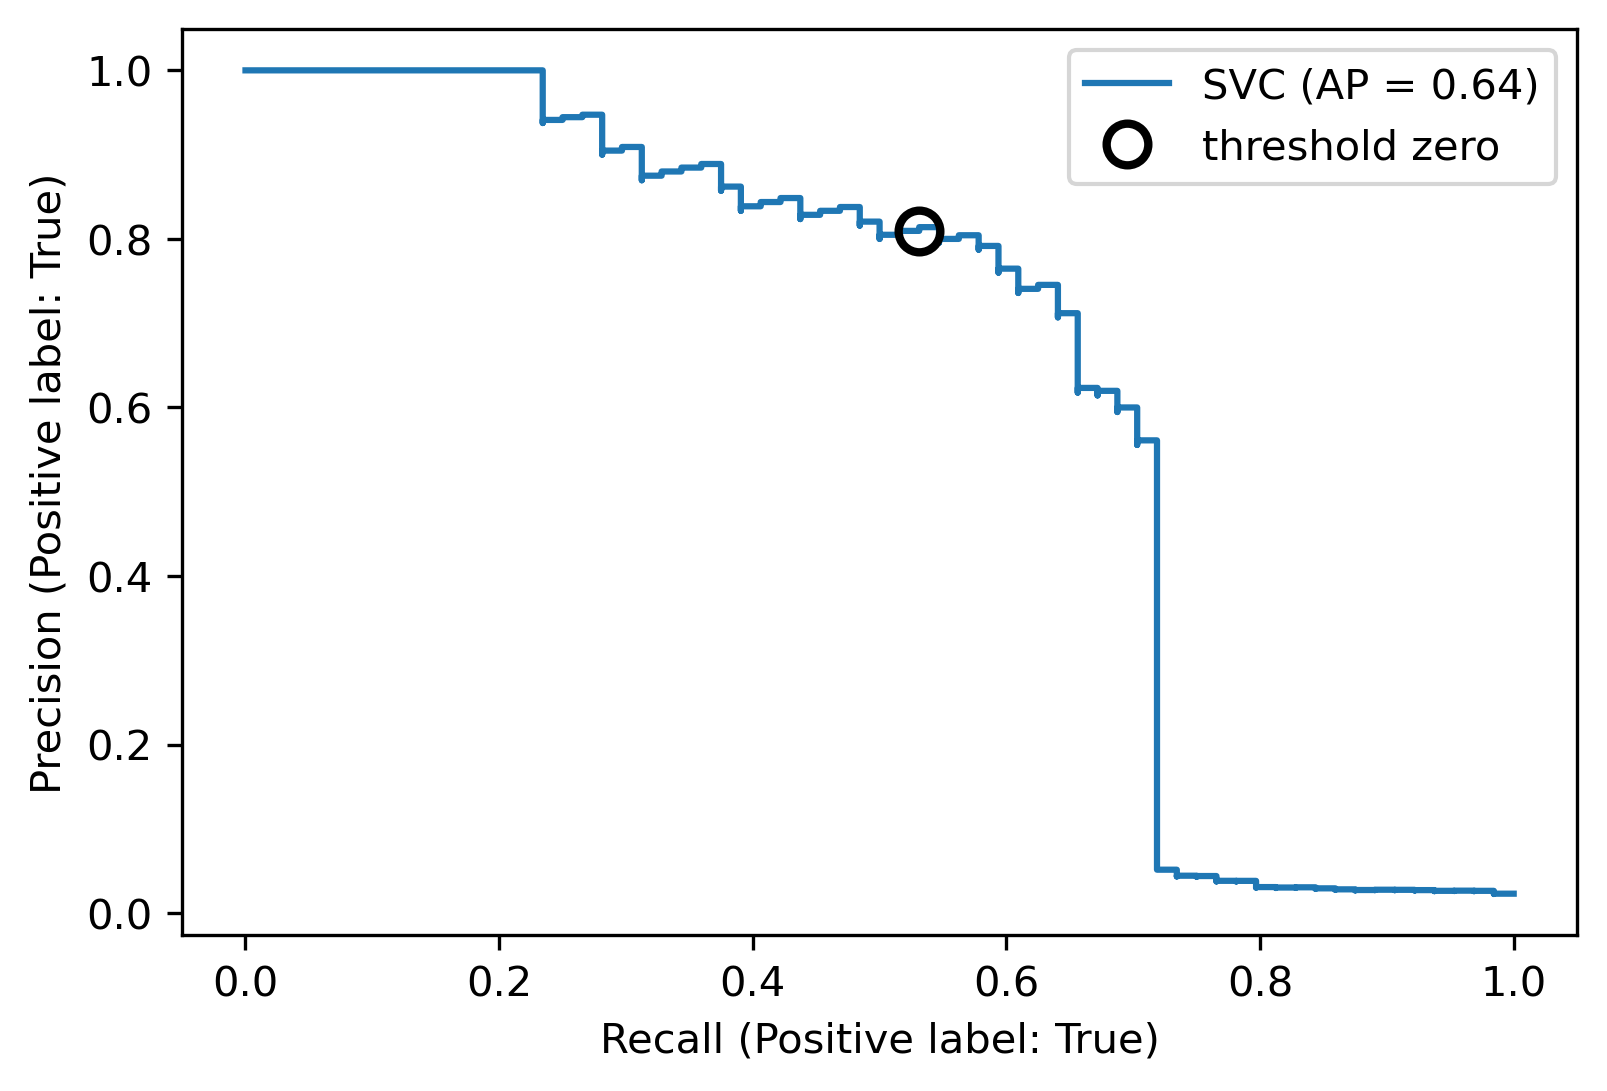 1.0
0.8
0.6
0.4
0.2
0.0
Precision (Positive label: True)
SVC (AP = 0.64)
threshold zero
0.0 0.2 0.4 0.6 0.8 1.0
Recall (Positive label: True)